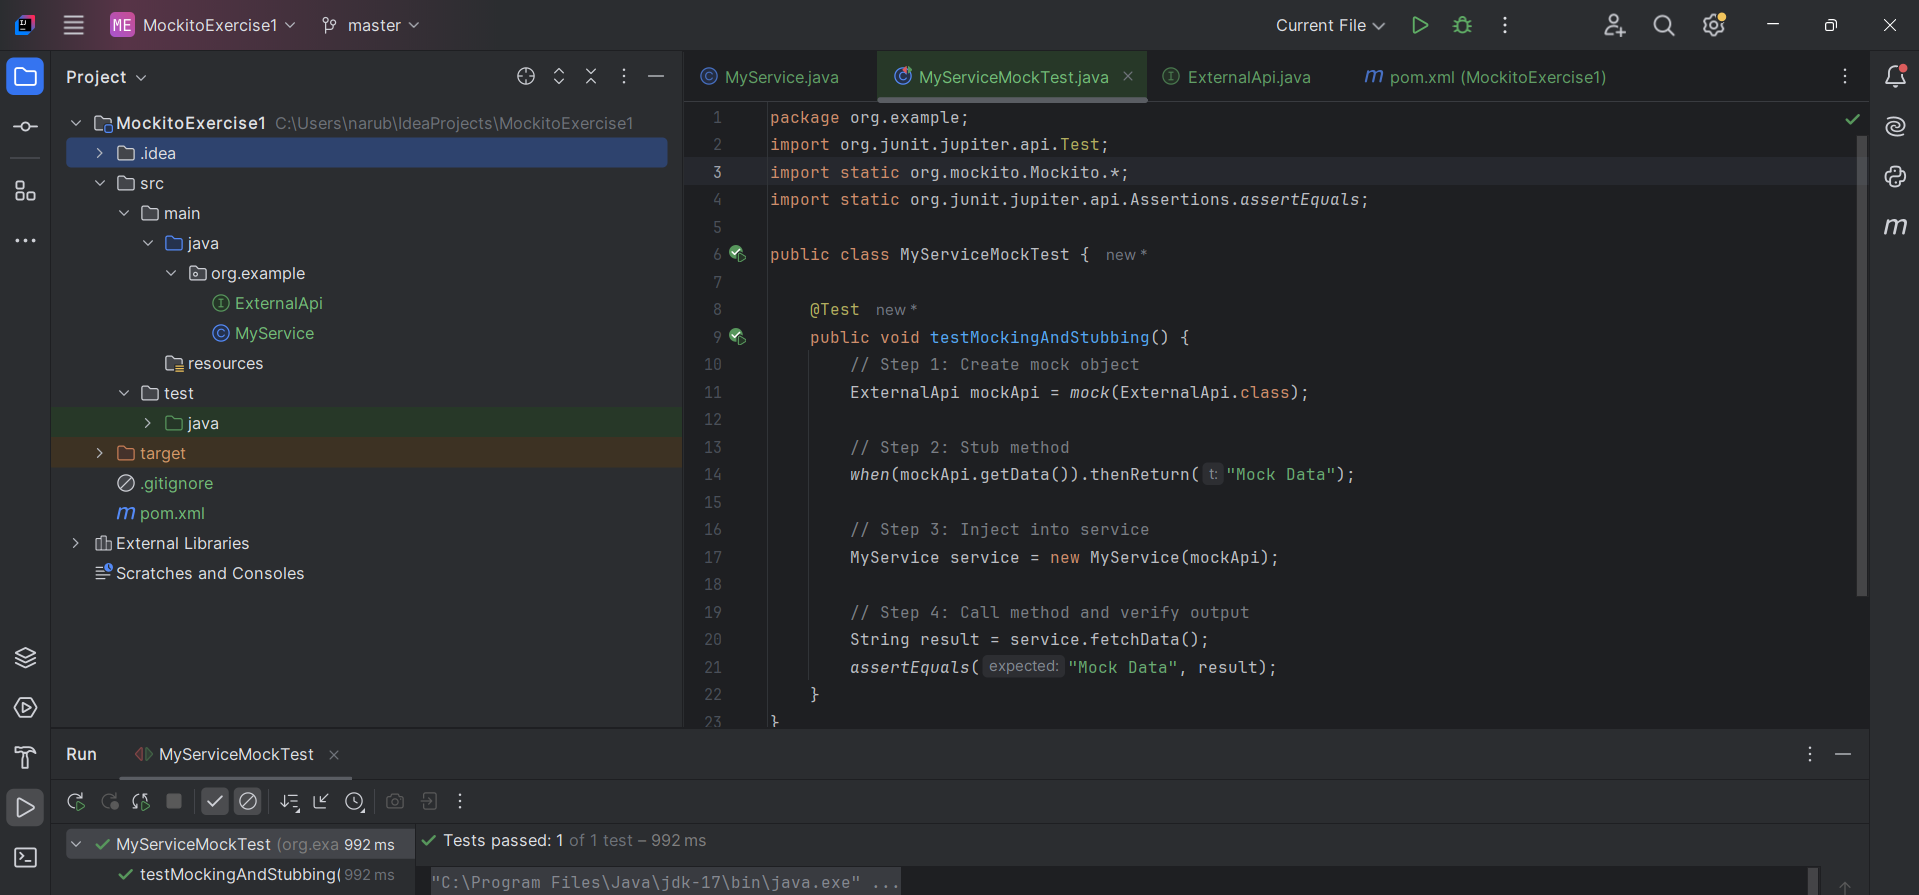 ME MockitoExercise1 master Current File
Project
MyService.java MyServiceMockTest.java ExternalApi.java m pom.xml (MockitoExercise1)
MockitoExercise1 C:\Users\narub\IdeaProjects\MockitoExercise1
.idea
src
main
java
org.example
ExternalApi
MyService
resources
test
java
target
.gitignore
m pom.xml
External Libraries
Scratches and Consoles
1 package org.example;
2 import org.junit.jupiter.api.Test;
3 import static org.mockito.Mockito.*;
4 import static org.junit.jupiter.api.Assertions.assertEquals;
5
6 public class MyServiceMockTest { new *
7
8 @Test new *
9 public void testMockingAndStubbing() {
10 // Step 1: Create mock object
11 ExternalApi mockApi = mock(ExternalApi.class);
12
13 // Step 2: Stub method
14 when(mockApi.getData()).thenReturn( t: "Mock Data");
15
16 // Step 3: Inject into service
17 MyService service = new MyService(mockApi);
18
19 // Step 4: Call method and verify output
20 String result = service.fetchData();
21 assertEquals( expected: "Mock Data", result);
22 }
23 }
m
Run MyServiceMockTest
MyServiceMockTest (org.exa 992 ms
testMockingAndStubbing( 992 ms
Tests passed: 1 of 1 test – 992 ms
"C:\Program Files\Java\jdk-17\bin\java.exe" ...